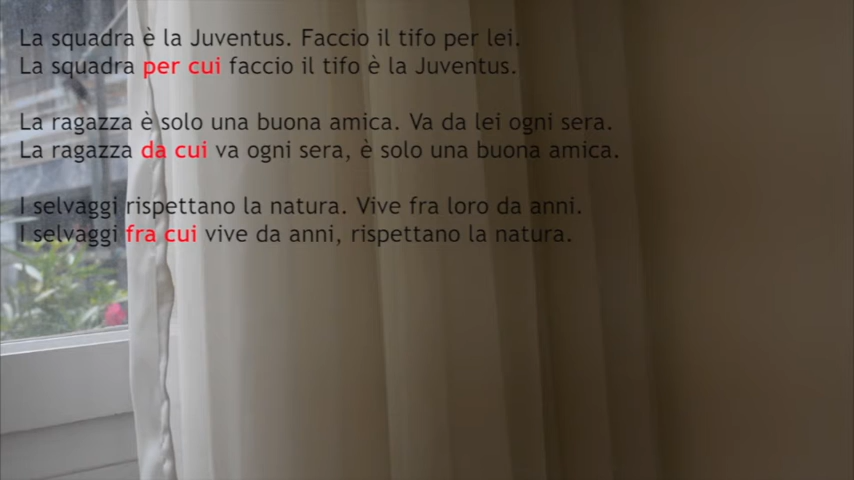 La squadra è la Juventus. Faccio il tifo per lei.
La squadra per cui faccio il tifo è la Juventus.
La ragazza è solo una buona amica. Va da lei ogni sera.
La ragazza da cui va ogni sera, è solo una buona amica.
I selvaggi rispettano la natura. Vive fra loro da anni.
I selvaggi fra cui vive da anni, rispettano la natura.